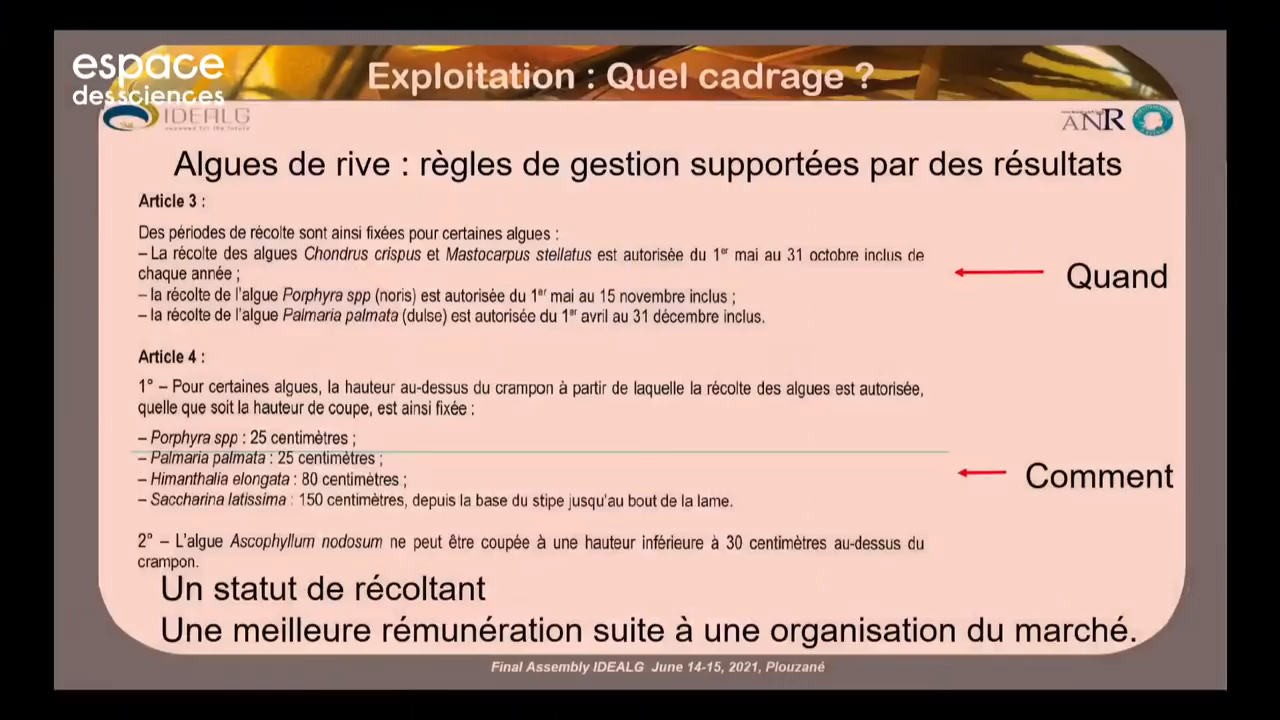 espace
des sciences
Exploitation : Quel cadrage ?
IDEALG
ANR
Algues de rive : règles de gestion supportées par des résultats
Article 3 :
Des périodes de récolte sont ainsi fixées pour certaines algues :
– La récolte des algues Chondrus crispus et Mastocarpus stellatus est autorisée du 1er mai au 31 octobre inclus de
chaque année ;
– la récolte de l'algue Porphyra spp (noris) est autorisée du 1er mai au 15 novembre inclus ;
– la récolte de l'algue Palmaria palmata (dulse) est autorisée du 1er avril au 31 décembre inclus.
Quand
Article 4 :
1° – Pour certaines algues, la hauteur au-dessus du crampon à partir de laquelle la récolte des algues est autorisée,
quelle que soit la hauteur de coupe, est ainsi fixée :
– Porphyra spp : 25 centimètres ;
– Palmaria palmata : 25 centimètres ;
– Himanthalia elongata : 80 centimètres ;
– Saccharina latissima : 150 centimètres, depuis la base du stipe jusqu'au bout de la lame.
Comment
2° – L'algue Ascophyllum nodosum ne peut être coupée à une hauteur inférieure à 30 centimètres au-dessus du
crampon.
Un statut de récoltant
Une meilleure rémunération suite à une organisation du marché.
Final Assembly IDEALG June 14-15, 2021, Plouzané